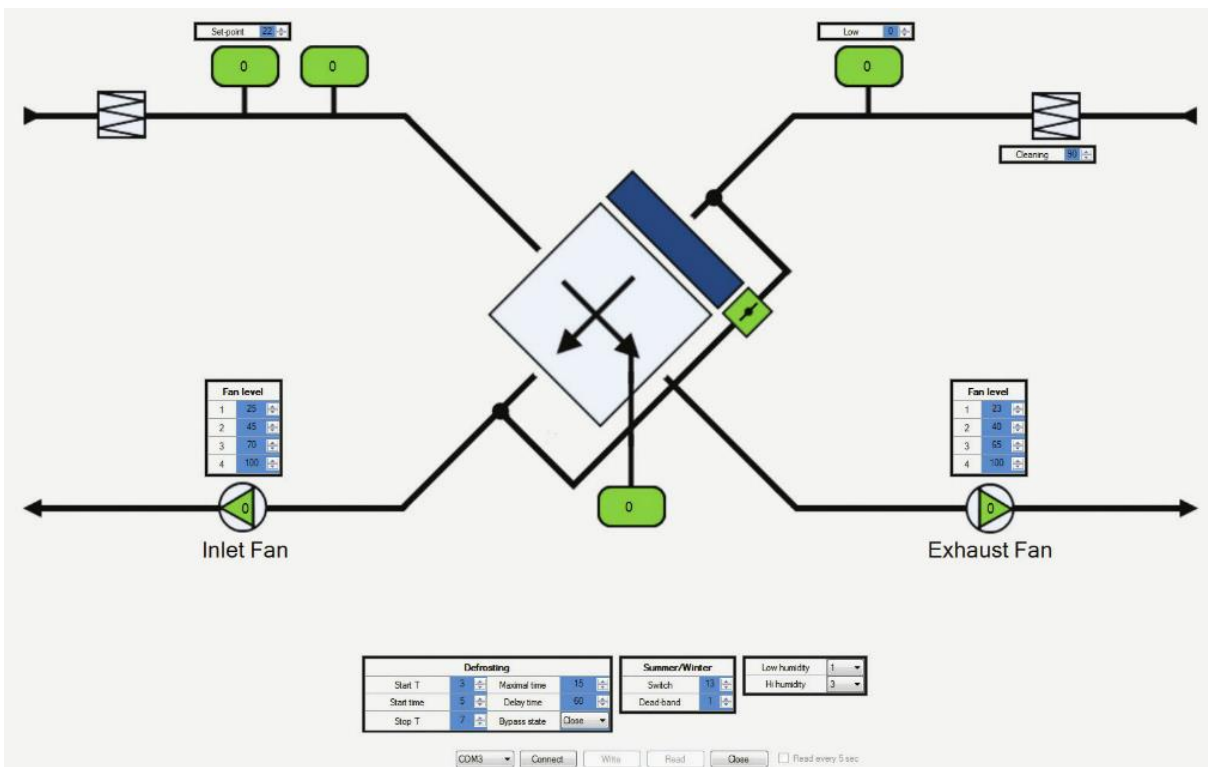 Set-point 22
Low 0
0
0
0
Cleaning 90
Fan level
1 25
2 45
3 70
4 100
Fan level
1 23
2 40
3 65
4 100
0
0
0
Inlet Fan
Exhaust Fan
Defrosting
Start T 3 Maximal time 15
Start time 5 Delay time 60
Stop T 7 Bypass state Close
Summer/Winter
Switch 13
Dead-band 1
Low humidity 1
Hi humidity 3
COM3 Connect Write Read Close Read every 5 sec